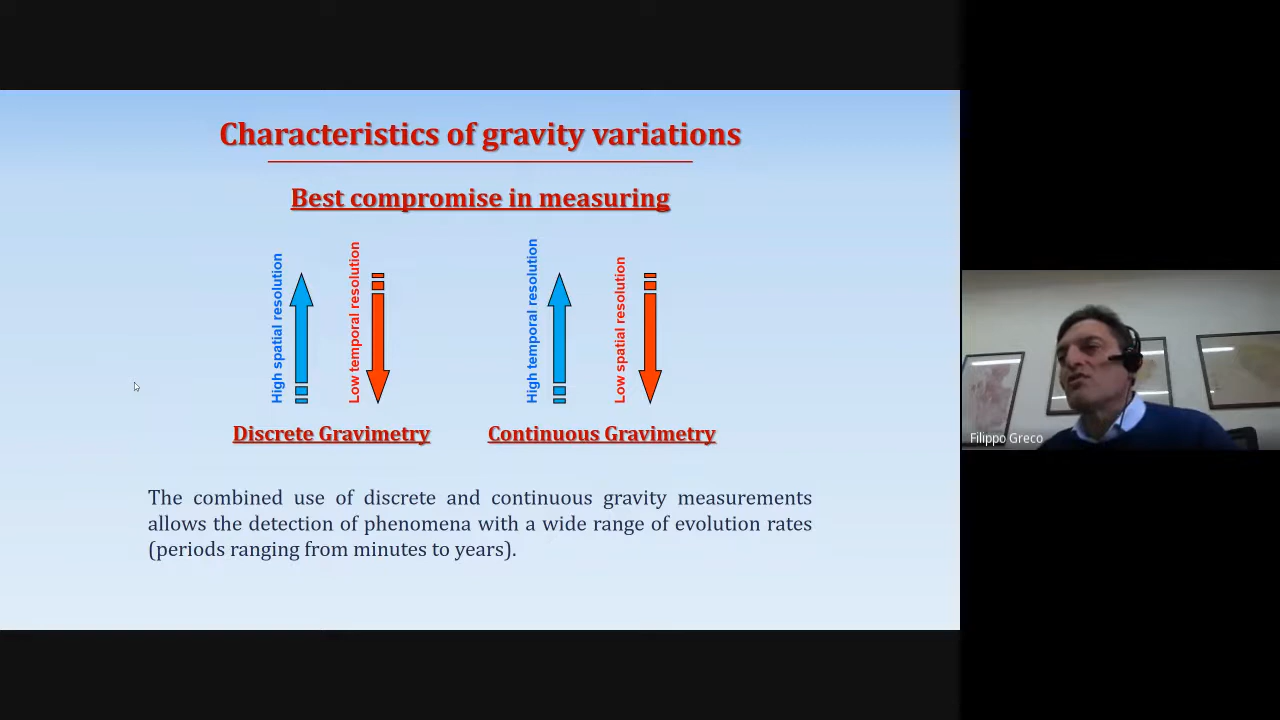 Characteristics of gravity variations
Best compromise in measuring
High spatial resolution
Low temporal resolution
High temporal resolution
Low spatial resolution
Discrete Gravimetry
Continuous Gravimetry
The combined use of discrete and continuous gravity measurements
allows the detection of phenomena with a wide range of evolution rates
(periods ranging from minutes to years).
Filippo Greco